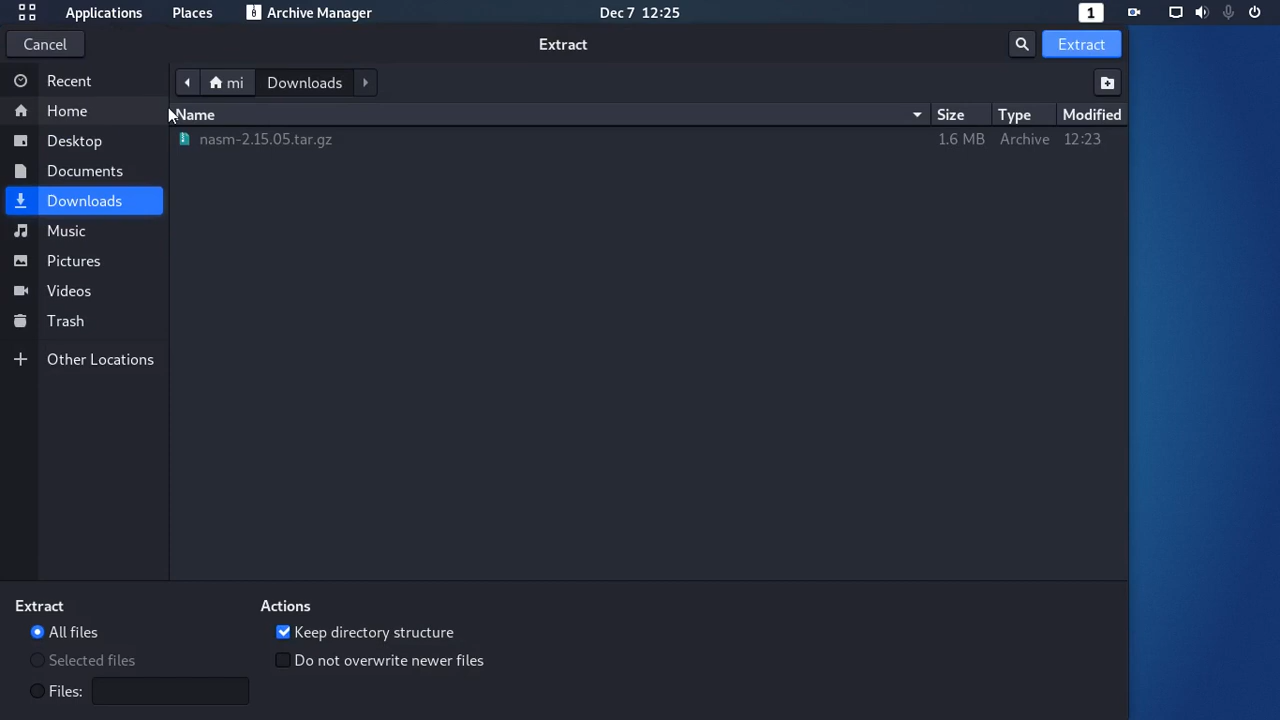 Applications Places Archive Manager Dec 7 12:25 1
Cancel Extract Extract
Recent
mi Downloads
Home
Name Size Type Modified
nasm-2.15.05.tar.gz 1.6 MB Archive 12:23
Desktop
Documents
Downloads
Music
Pictures
Videos
Trash
Other Locations
Extract Actions
All files Keep directory structure
Selected files Do not overwrite newer files
Files: